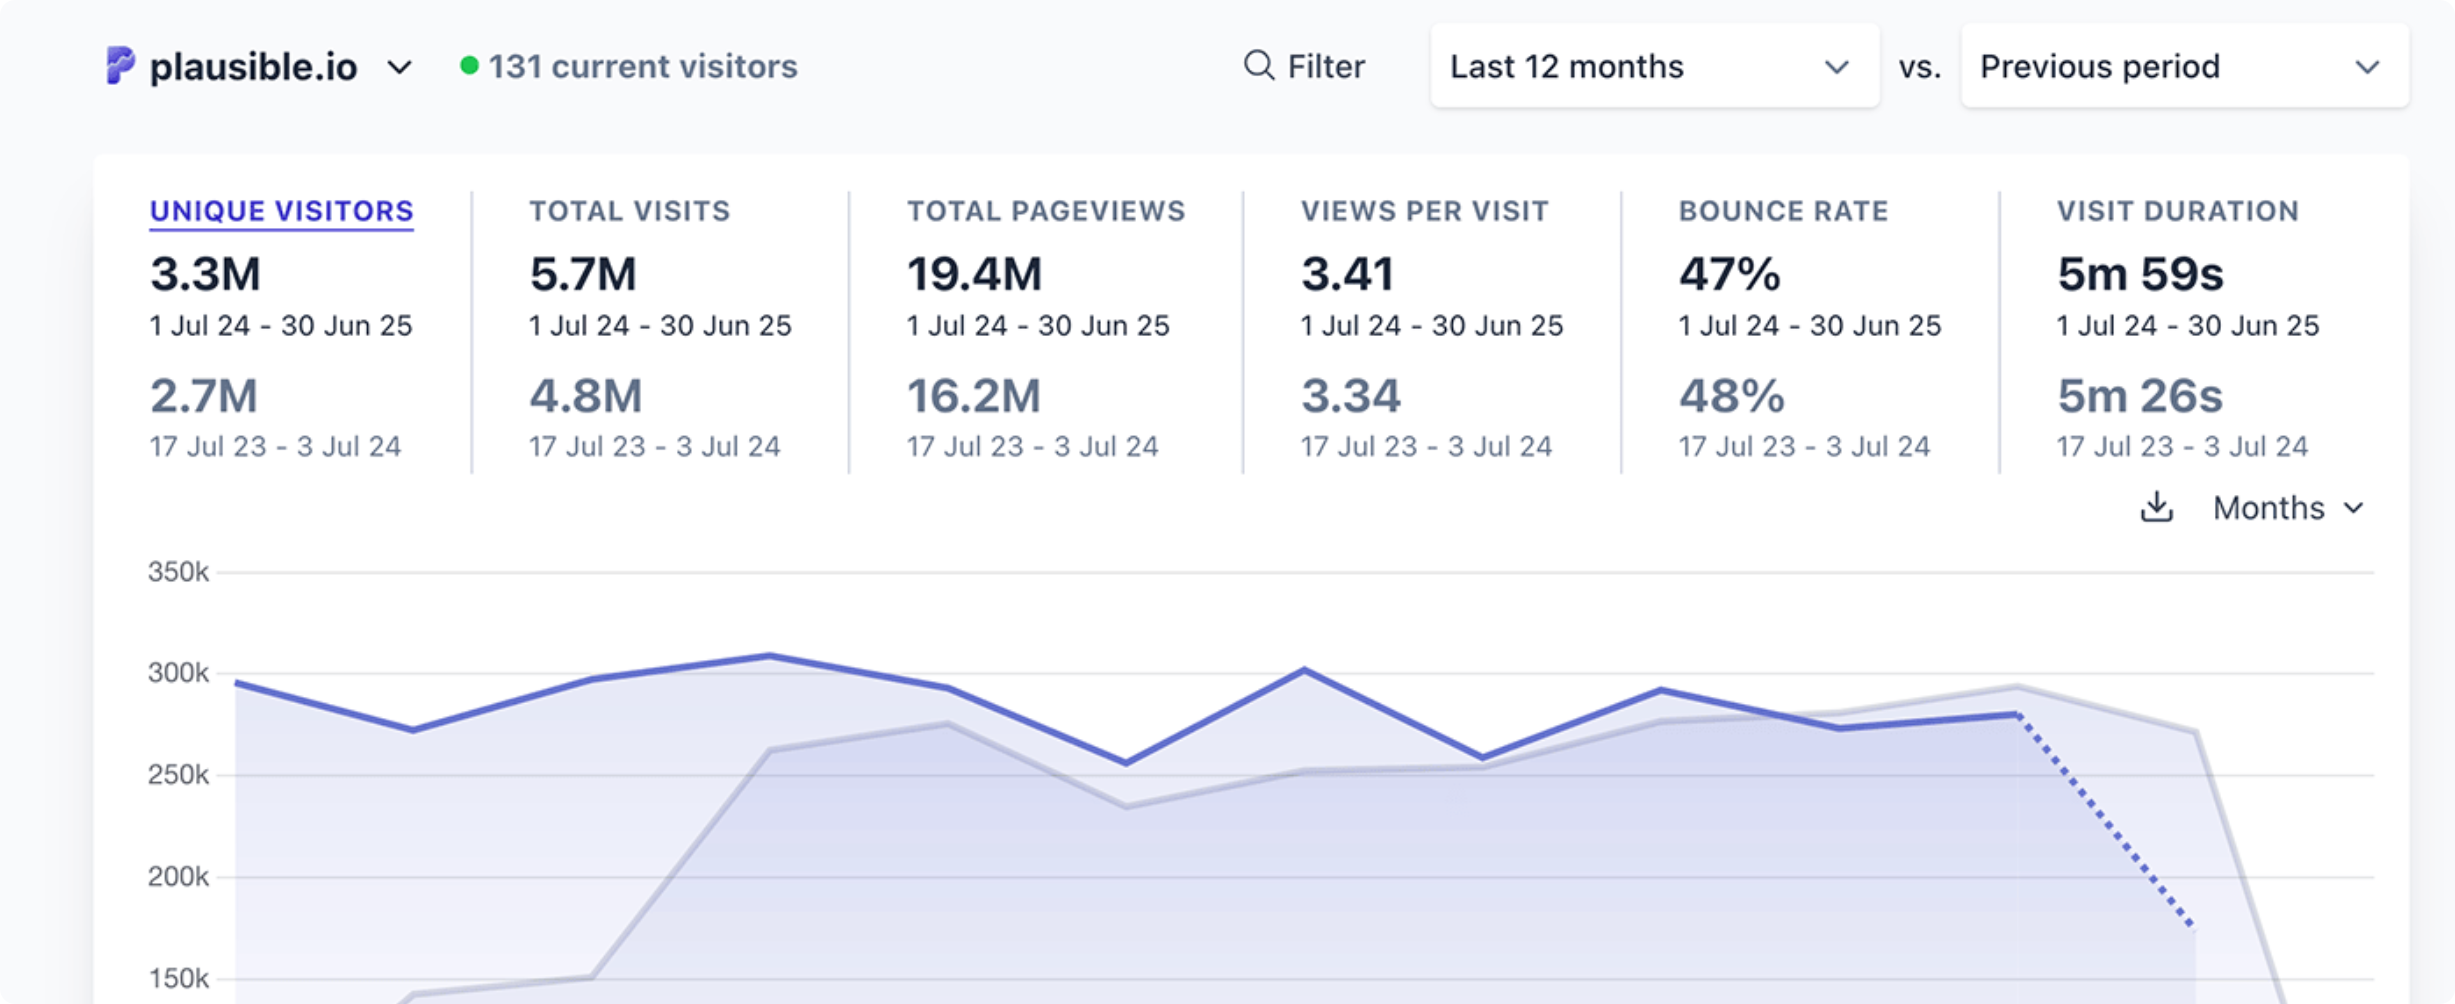 plausible.io 131 current visitors Filter Last 12 months vs. Previous period
UNIQUE VISITORS TOTAL VISITS TOTAL PAGEVIEWS VIEWS PER VISIT BOUNCE RATE VISIT DURATION
3.3M 5.7M 19.4M 3.41 47% 5m 59s
1 Jul 24 - 30 Jun 25 1 Jul 24 - 30 Jun 25 1 Jul 24 - 30 Jun 25 1 Jul 24 - 30 Jun 25 1 Jul 24 - 30 Jun 25 1 Jul 24 - 30 Jun 25
2.7M 4.8M 16.2M 3.34 48% 5m 26s
17 Jul 23 - 3 Jul 24 17 Jul 23 - 3 Jul 24 17 Jul 23 - 3 Jul 24 17 Jul 23 - 3 Jul 24 17 Jul 23 - 3 Jul 24 17 Jul 23 - 3 Jul 24
Months
350k
300k
250k
200k
150k